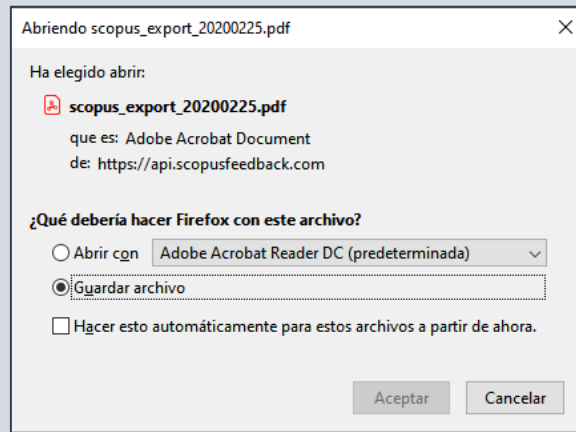 Abriendo scopus_export_20200225.pdf
Ha elegido abrir:
scopus_export_20200225.pdf
que es: Adobe Acrobat Document
de: https://api.scopusfeedback.com
¿Qué debería hacer Firefox con este archivo?
Abrir con Adobe Acrobat Reader DC (predeterminada)
Guardar archivo
Hacer esto automáticamente para estos archivos a partir de ahora.
Aceptar Cancelar